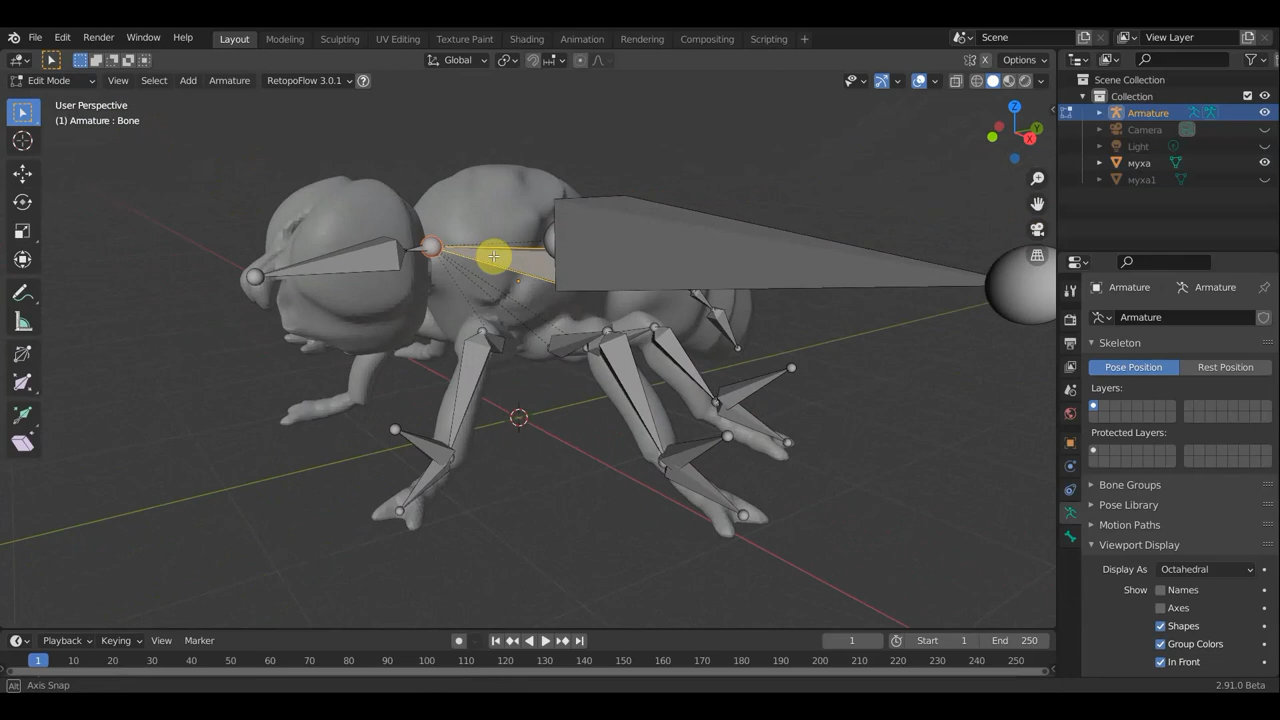 File Edit Render Window Help
Layout Modeling Sculpting UV Editing Texture Paint Shading Animation Rendering Compositing Scripting +
Scene
View Layer
Global
Options
Edit Mode View Select Add Armature RetopoFlow 3.0.1
User Perspective
(1) Armature : Bone
Z
Y
X
Scene Collection
Collection
Armature
Camera
Light
муха
муха1
Armature Armature
Armature
Skeleton
Pose Position Rest Position
Layers:
Protected Layers:
Bone Groups
Pose Library
Motion Paths
Viewport Display
Display As Octahedral
Show Names
Axes
Shapes
Group Colors
In Front
Playback Keying View Marker
1 Start 1 End 250
1 10 20 30 40 50 60 70 80 90 100 110 120 130 140 150 160 170 180 190 200 210 220 230 240 250
Alt Axis Snap
2.91.0 Beta